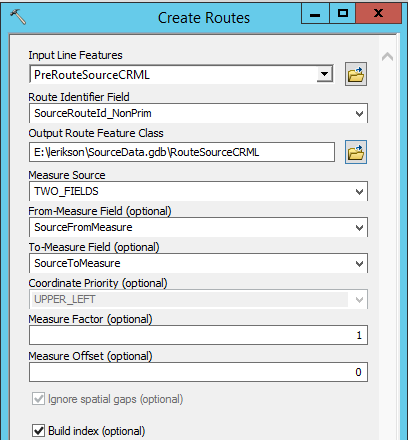 Create Routes
Input Line Features
PreRouteSourceCRML
Route Identifier Field
SourceRouteId_NonPrim
Output Route Feature Class
E:\lerikson\SourceData.gdb\RouteSourceCRML
Measure Source
TWO_FIELDS
From-Measure Field (optional)
SourceFromMeasure
To-Measure Field (optional)
SourceToMeasure
Coordinate Priority (optional)
UPPER_LEFT
Measure Factor (optional)
1
Measure Offset (optional)
0
Ignore spatial gaps (optional)
Build index (optional)